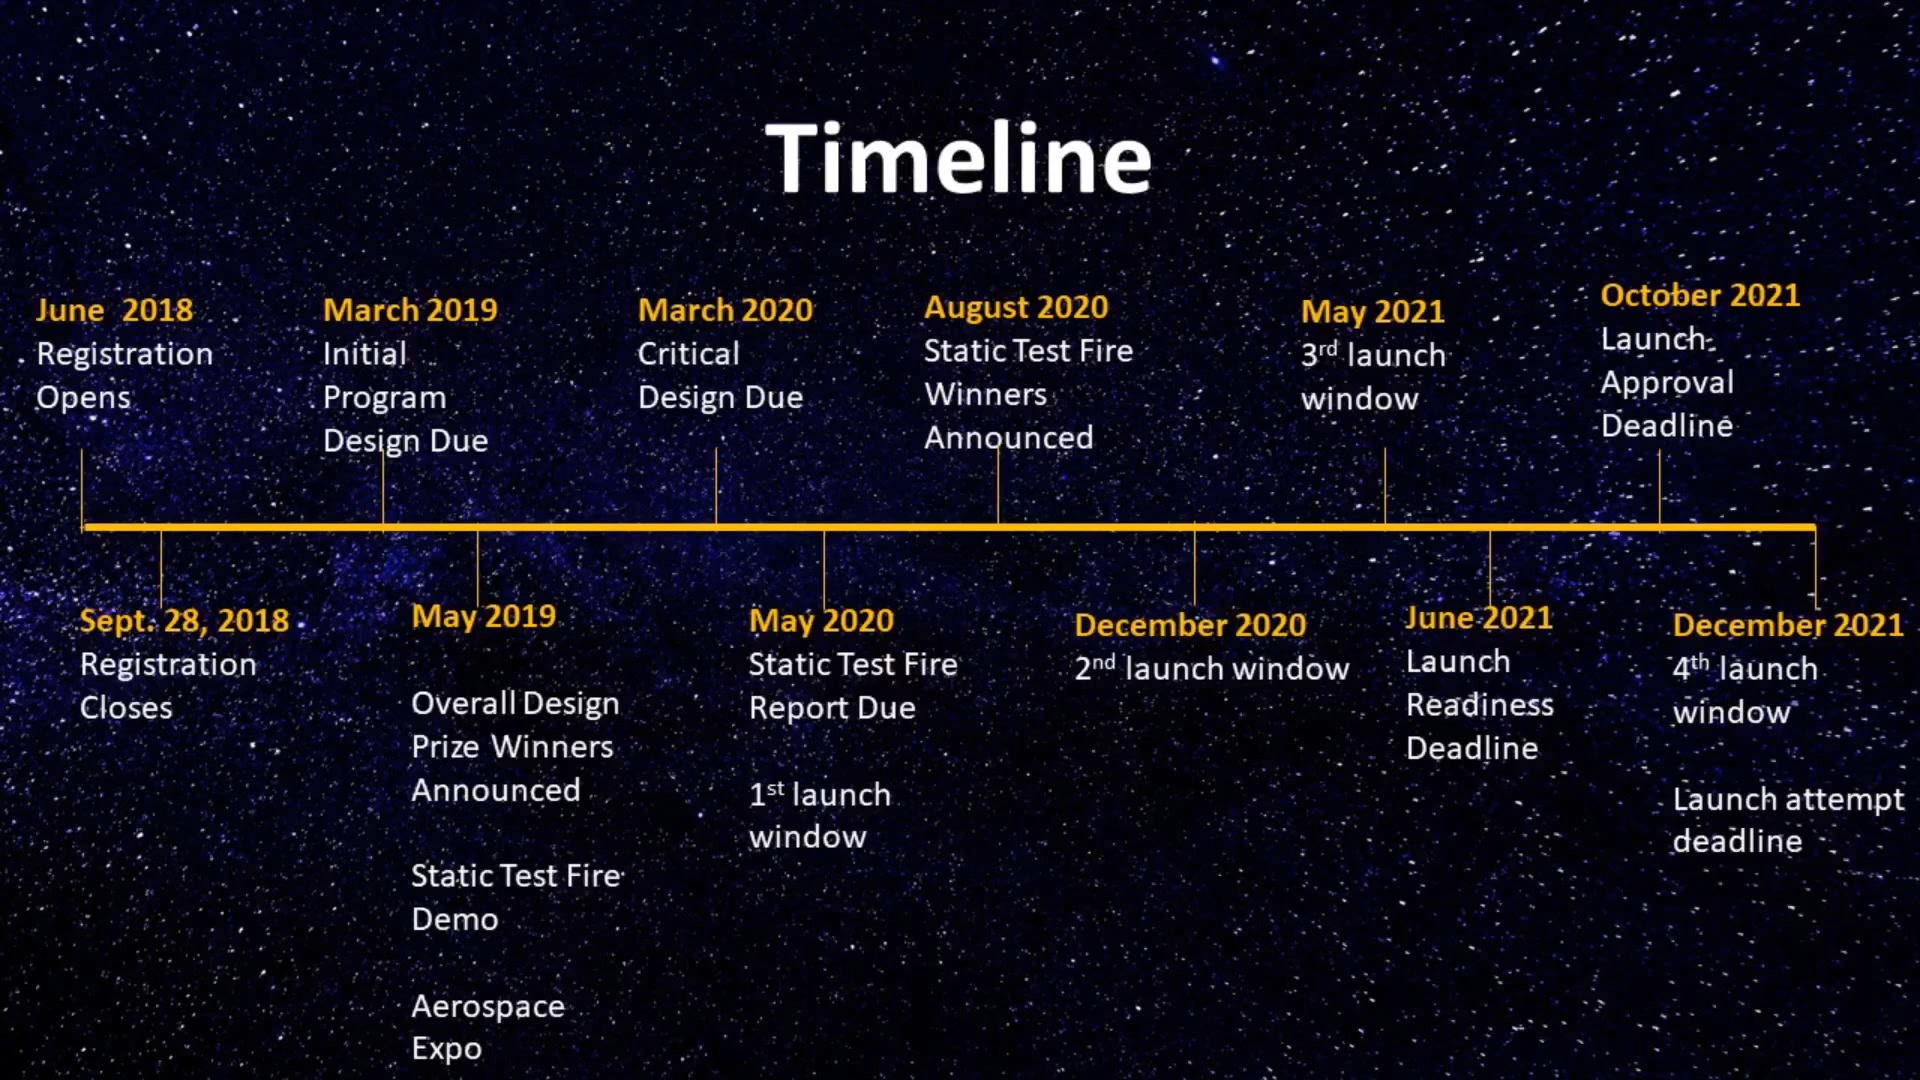 Timeline
June 2018
Registration
Opens
March 2019
Initial
Program
Design Due
March 2020
Critical
Design Due
August 2020
Static Test Fire
Winners
Announced
May 2021
3rd launch
window
October 2021
Launch
Approval
Deadline
Sept. 28, 2018
Registration
Closes
May 2019
Overall Design
Prize Winners
Announced
Static Test Fire
Demo
Aerospace
Expo
May 2020
Static Test Fire
Report Due
1st launch
window
December 2020
2nd launch window
June 2021
Launch
Readiness
Deadline
December 2021
4th launch
window
Launch attempt
deadline